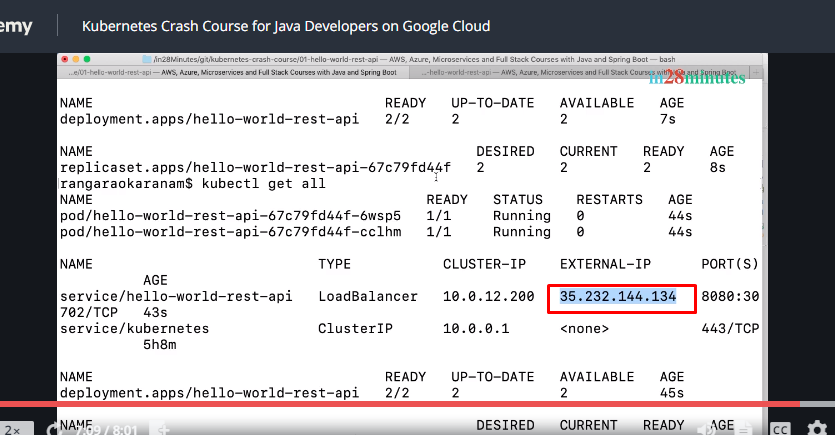 emy Kubernetes Crash Course for Java Developers on Google Cloud
/in28Minutes/git/kubernetes-crash-course/01-hello-world-rest-api — AWS, Azure, Microservices and Full Stack Courses with Java and Spring Boot — bash
...e/01-hello-world-rest-api — AWS, Azure, Microservices and Full Stack Courses with Java and Spring Boot ...-hello-world-rest-api — AWS, Azure, Microservices and Full Stack Courses with Java and Spring Boot +
in28minutes
NAME READY UP-TO-DATE AVAILABLE AGE
deployment.apps/hello-world-rest-api 2/2 2 2 7s
NAME DESIRED CURRENT READY AGE
replicaset.apps/hello-world-rest-api-67c79fd44f 2 2 2 8s
rangaraokaranam$ kubectl get all
NAME READY STATUS RESTARTS AGE
pod/hello-world-rest-api-67c79fd44f-6wsp5 1/1 Running 0 44s
pod/hello-world-rest-api-67c79fd44f-cclhm 1/1 Running 0 44s
NAME TYPE CLUSTER-IP EXTERNAL-IP PORT(S)
AGE
service/hello-world-rest-api LoadBalancer 10.0.12.200 35.232.144.134 8080:30
702/TCP 43s
service/kubernetes ClusterIP 10.0.0.1 <none> 443/TCP
5h8m
NAME READY UP-TO-DATE AVAILABLE AGE
deployment.apps/hello-world-rest-api 2/2 2 2 45s
NAME DESIRED CURRENT READY AGE
2x 7:09 / 8:01 CC